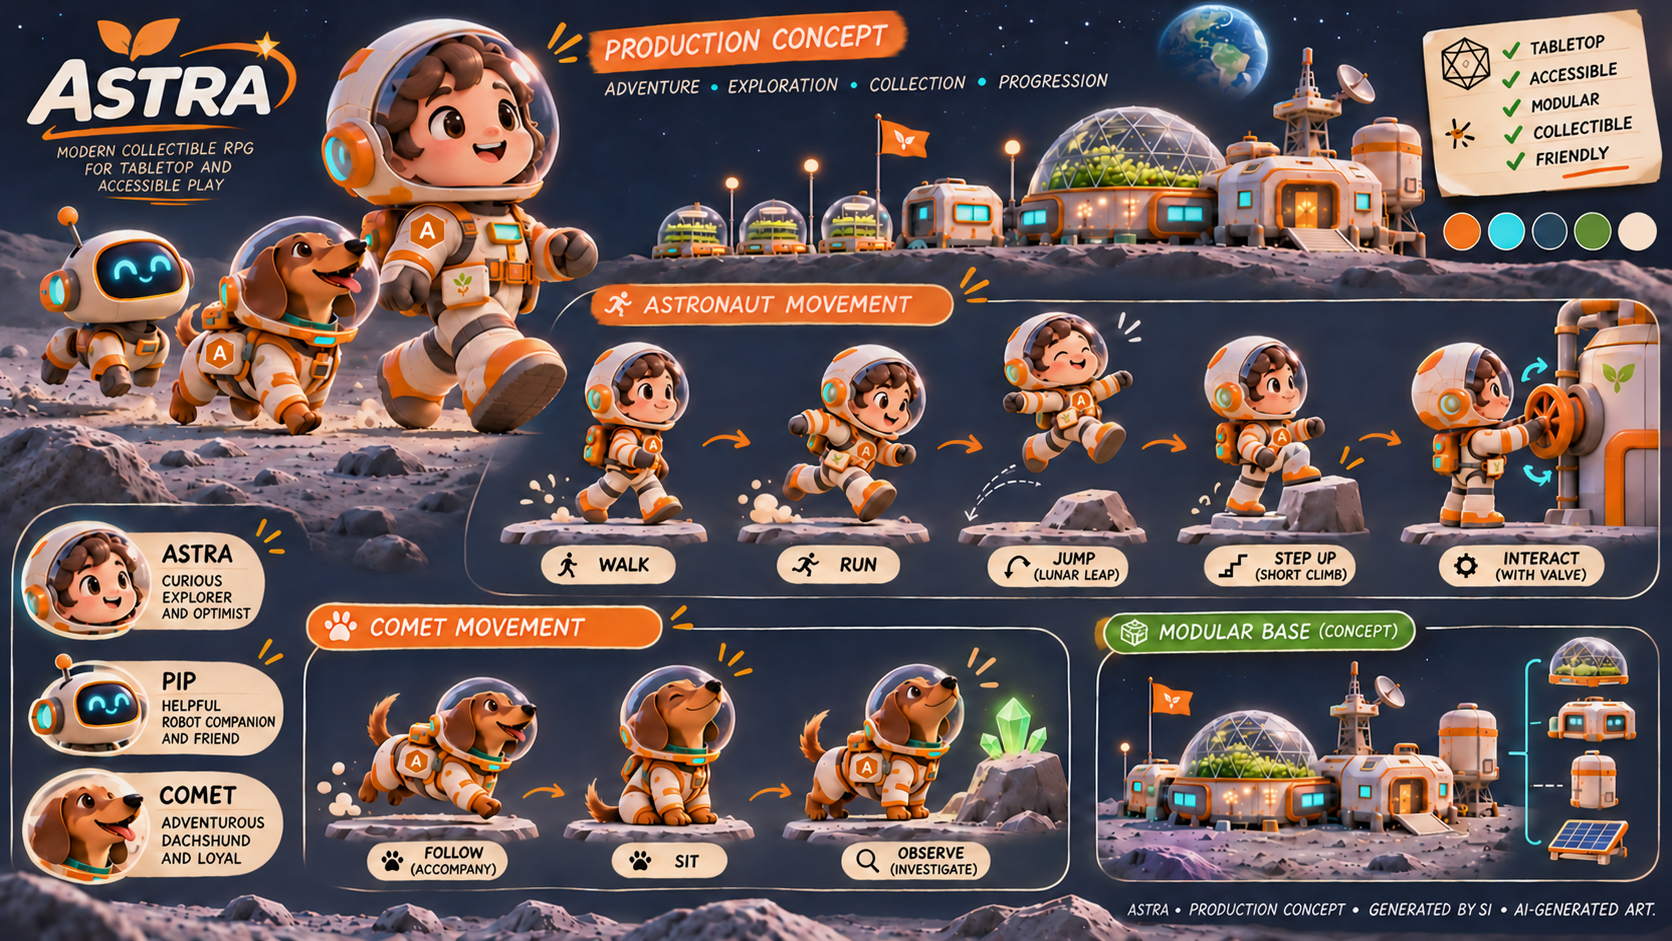 ASTRA
MODERN COLLECTIBLE RPG
FOR TABLETOP AND
ACCESSIBLE PLAY
PRODUCTION CONCEPT
ADVENTURE • EXPLORATION • COLLECTION • PROGRESSION
TABLETOP
ACCESSIBLE
MODULAR
COLLECTIBLE
FRIENDLY
A
A
ASTRONAUT MOVEMENT
A
A
A
A
WALK
RUN
JUMP
(LUNAR LEAP)
STEP UP
(SHORT CLIMB)
INTERACT
(WITH VALVE)
ASTRA
CURIOUS
EXPLORER
AND OPTIMIST
PIP
HELPFUL
ROBOT COMPANION
AND FRIEND
COMET
ADVENTUROUS
DACHSHUND
AND LOYAL
COMET MOVEMENT
A
A
FOLLOW
(ACCOMPANY)
SIT
OBSERVE
(INVESTIGATE)
MODULAR BASE (CONCEPT)
ASTRA • PRODUCTION CONCEPT • GENERATED BY SI • AI-GENERATED ART.